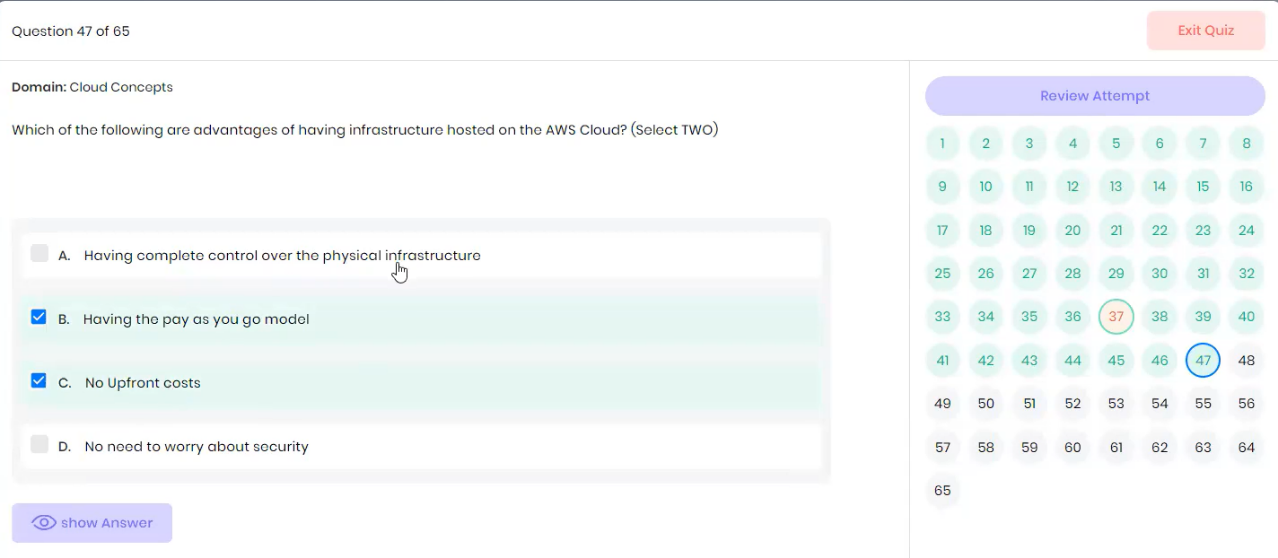 Question 47 of 65
Exit Quiz
Domain: Cloud Concepts
Which of the following are advantages of having infrastructure hosted on the AWS Cloud? (Select TWO)
A. Having complete control over the physical infrastructure
B. Having the pay as you go model
C. No Upfront costs
D. No need to worry about security
show Answer
Review Attempt
1 2 3 4 5 6 7 8
9 10 11 12 13 14 15 16
17 18 19 20 21 22 23 24
25 26 27 28 29 30 31 32
33 34 35 36 37 38 39 40
41 42 43 44 45 46 47 48
49 50 51 52 53 54 55 56
57 58 59 60 61 62 63 64
65